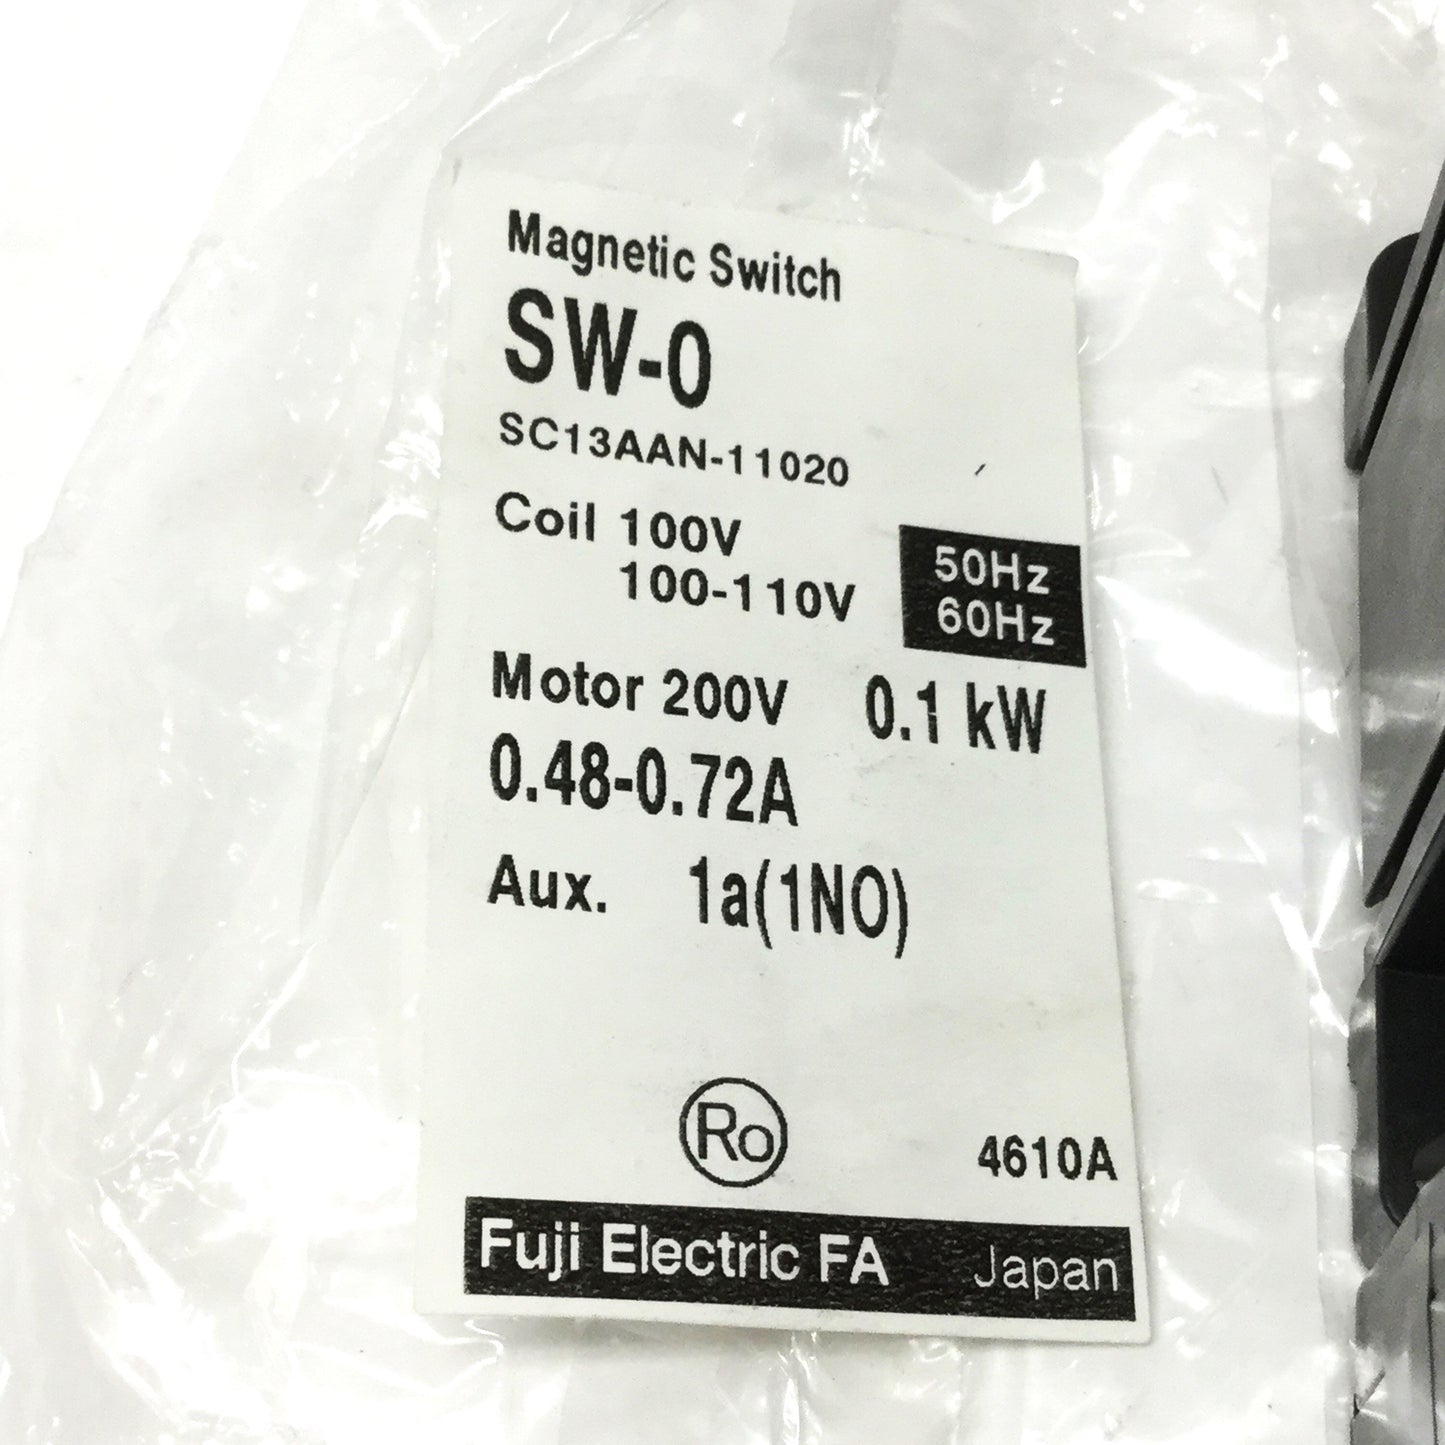 Magnetic Switch
SW-0
SC13AAN-11020
Coil 100V 50Hz
100-110V 60Hz
Motor 200V 0.1 kW
0.48-0.72A
Aux. 1a(1NO)
Ro
4610A
Fuji Electric FA Japan